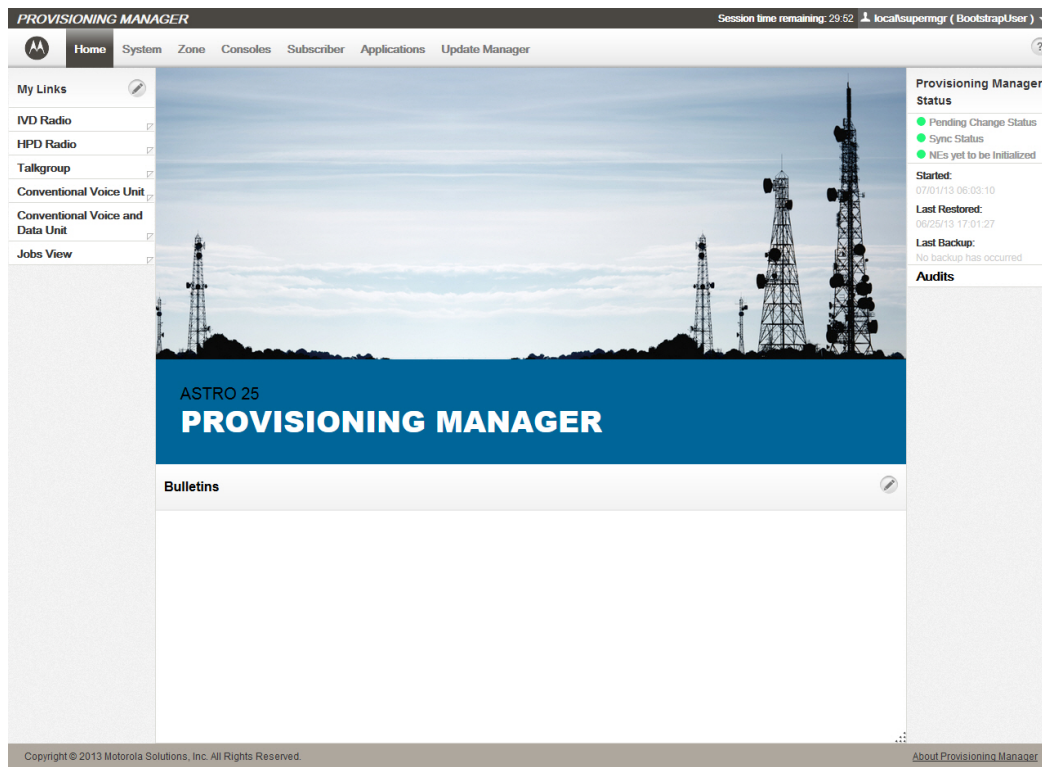 PROVISIONING MANAGER
Session time remaining: 29:52 local\supermgr ( BootstrapUser )
Home System Zone Consoles Subscriber Applications Update Manager ?
My Links
IVD Radio
HPD Radio
Talkgroup
Conventional Voice Unit
Conventional Voice and
Data Unit
Jobs View
ASTRO 25
PROVISIONING MANAGER
Bulletins
Provisioning Manager
Status
Pending Change Status
Sync Status
NEs yet to be Initialized
Started:
07/01/13 06:03:10
Last Restored:
06/25/13 17:01:27
Last Backup:
No backup has occurred
Audits
Copyright © 2013 Motorola Solutions, Inc. All Rights Reserved.
About Provisioning Manager